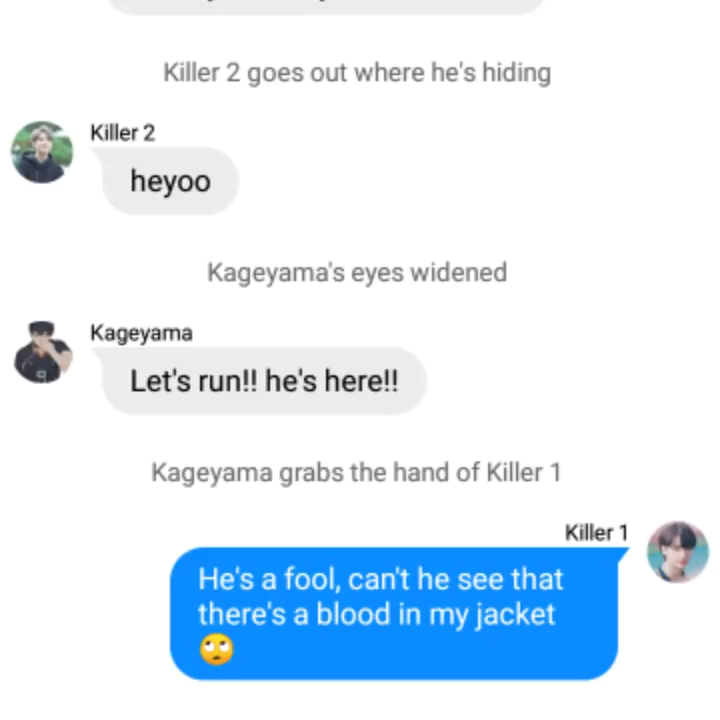 Killer 2 goes out where he's hiding
Killer 2
heyoo
Kageyama's eyes widened
Kageyama
Let's run!! he's here!!
Kageyama grabs the hand of Killer 1
Killer 1
He's a fool, can't he see that
there's a blood in my jacket
🙄